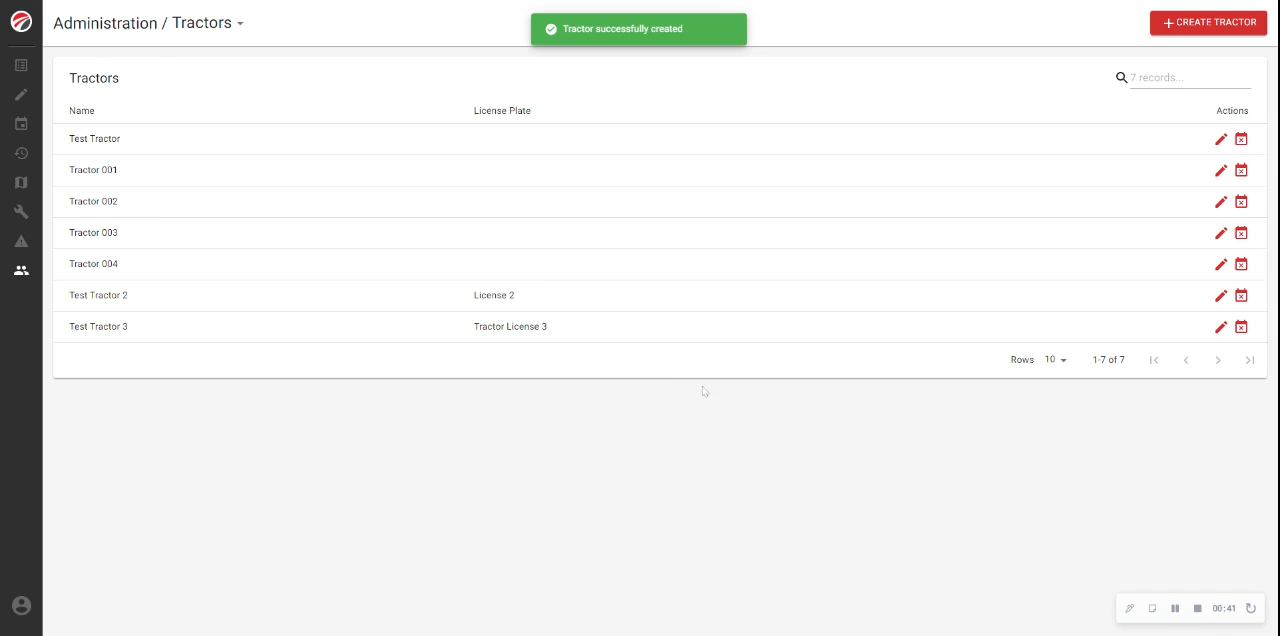 Administration / Tractors
Tractor successfully created
CREATE TRACTOR
Tractors
7 records...
Name License Plate Actions
Test Tractor
Tractor 001
Tractor 002
Tractor 003
Tractor 004
Test Tractor 2 License 2
Test Tractor 3 Tractor License 3
Rows 10 1-7 of 7
00:41